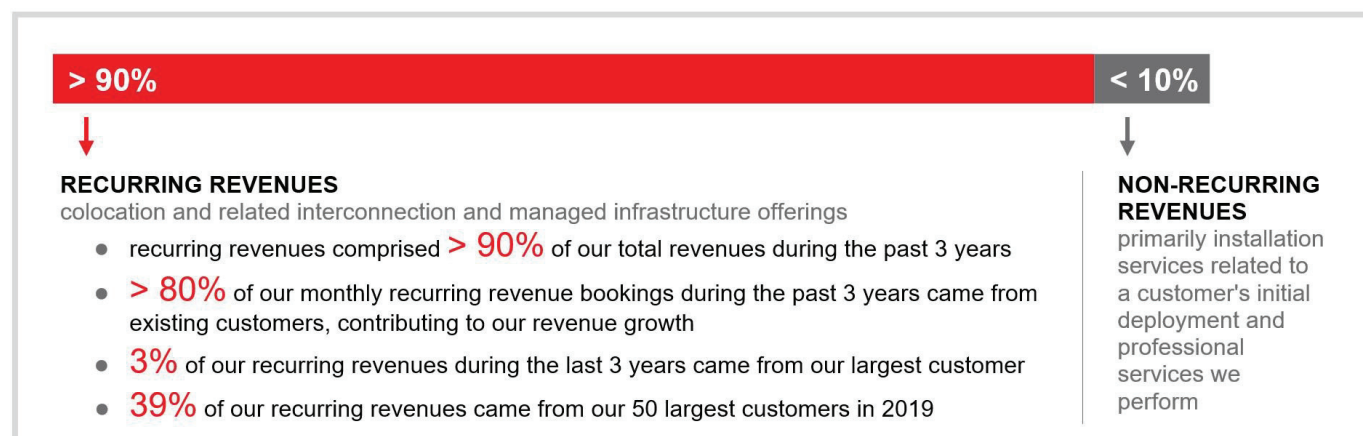 > 90%
< 10%
RECURRING REVENUES
colocation and related interconnection and managed infrastructure offerings
recurring revenues comprised > 90% of our total revenues during the past 3 years
> 80% of our monthly recurring revenue bookings during the past 3 years came from
existing customers, contributing to our revenue growth
3% of our recurring revenues during the last 3 years came from our largest customer
39% of our recurring revenues came from our 50 largest customers in 2019
NON-RECURRING
REVENUES
primarily installation
services related to
a customer's initial
deployment and
professional
services we
perform